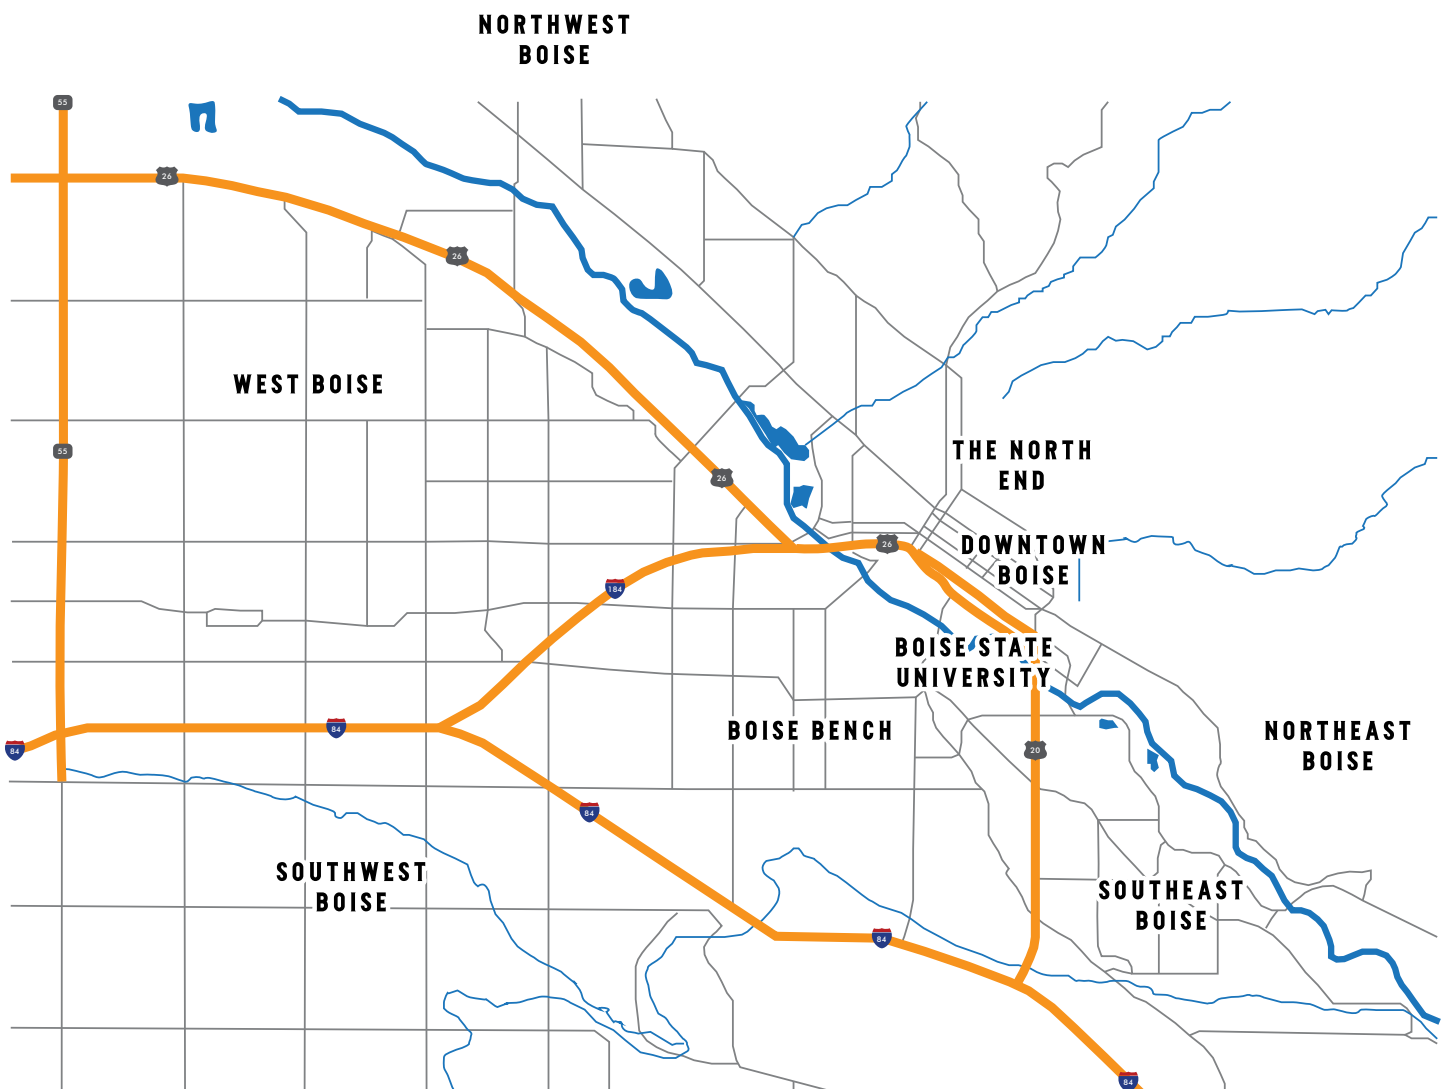 NORTHWEST
BOISE
55
26
26
WEST BOISE
55
THE NORTH
END
26
26
DOWNTOWN
BOISE
184
BOISE STATE
UNIVERSITY
84
84
BOISE BENCH
20
NORTHEAST
BOISE
84
SOUTHWEST
BOISE
SOUTHEAST
BOISE
84
84